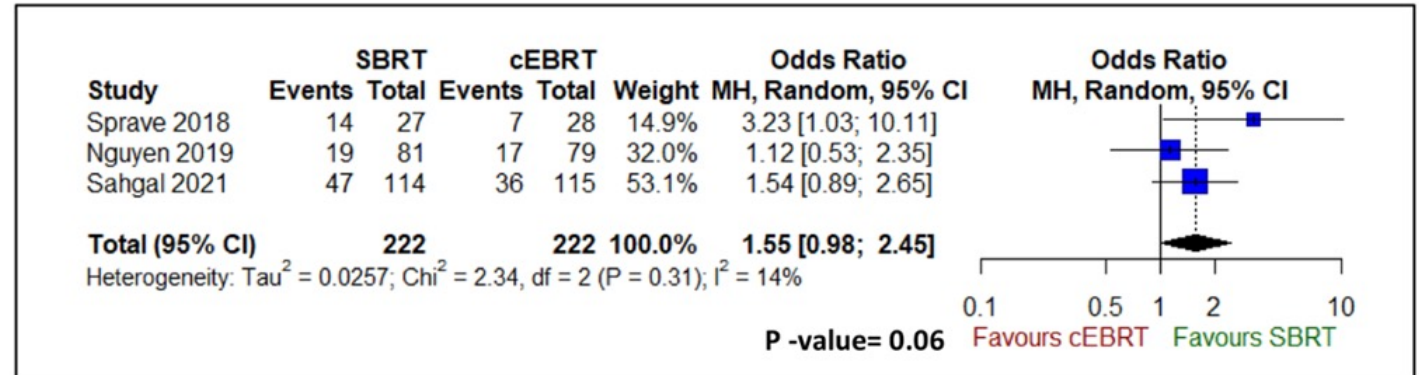 SBRT cEBRT Odds Ratio Odds Ratio
Study Events Total Events Total Weight MH, Random, 95% CI MH, Random, 95% CI
Sprave 2018 14 27 7 28 14.9% 3.23 [1.03; 10.11]
Nguyen 2019 19 81 17 79 32.0% 1.12 [0.53; 2.35]
Sahgal 2021 47 114 36 115 53.1% 1.54 [0.89; 2.65]
Total (95% CI) 222 222 100.0% 1.55 [0.98; 2.45]
Heterogeneity: Tau² = 0.0257; Chi² = 2.34, df = 2 (P = 0.31); I² = 14%
0.1 0.5 1 2 10
P -value= 0.06 Favours cEBRT Favours SBRT